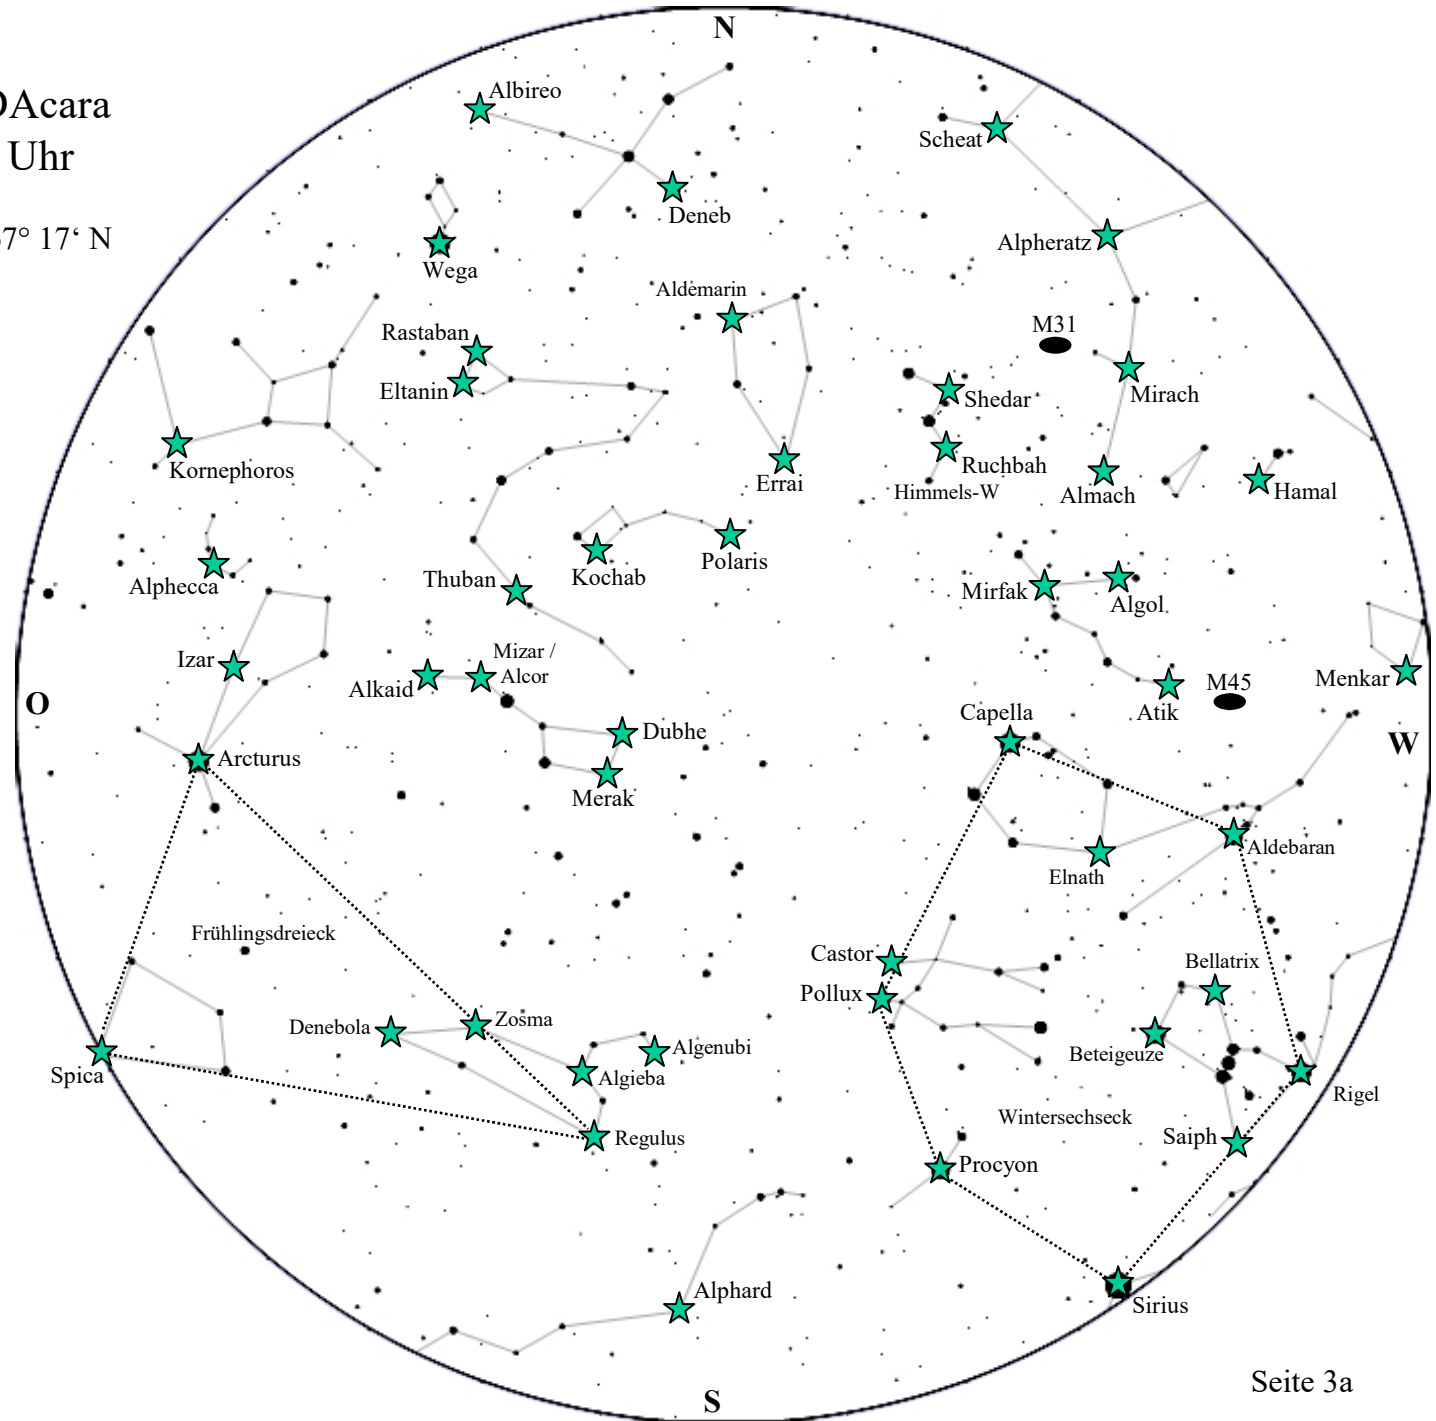 N
Albireo
Acara
Uhr
Scheat
Deneb
7° 17‘ N
Alpheratz
Wega
Aldemarin
M31
Rastaban
Eltanin
Mirach
Shedar
Kornephoros
Ruchbah
Errai
Himmels-W
Almach
Hamal
Polaris
Kochab
Thuban
Alphecca
Mirfak
Algol
Mizar /
Alcor
Izar
Alkaid
Menkar
M45
O
Atik
Capella
Dubhe
W
Arcturus
Merak
Aldebaran
Elnath
Frühlingsdreieck
Castor
Bellatrix
Pollux
Zosma
Denebola
Algenubi
Beteigeuze
Spica
Algieba
Rigel
Wintersechseck
Regulus
Saiph
Procyon
Alphard
Sirius
Seite 3a
S